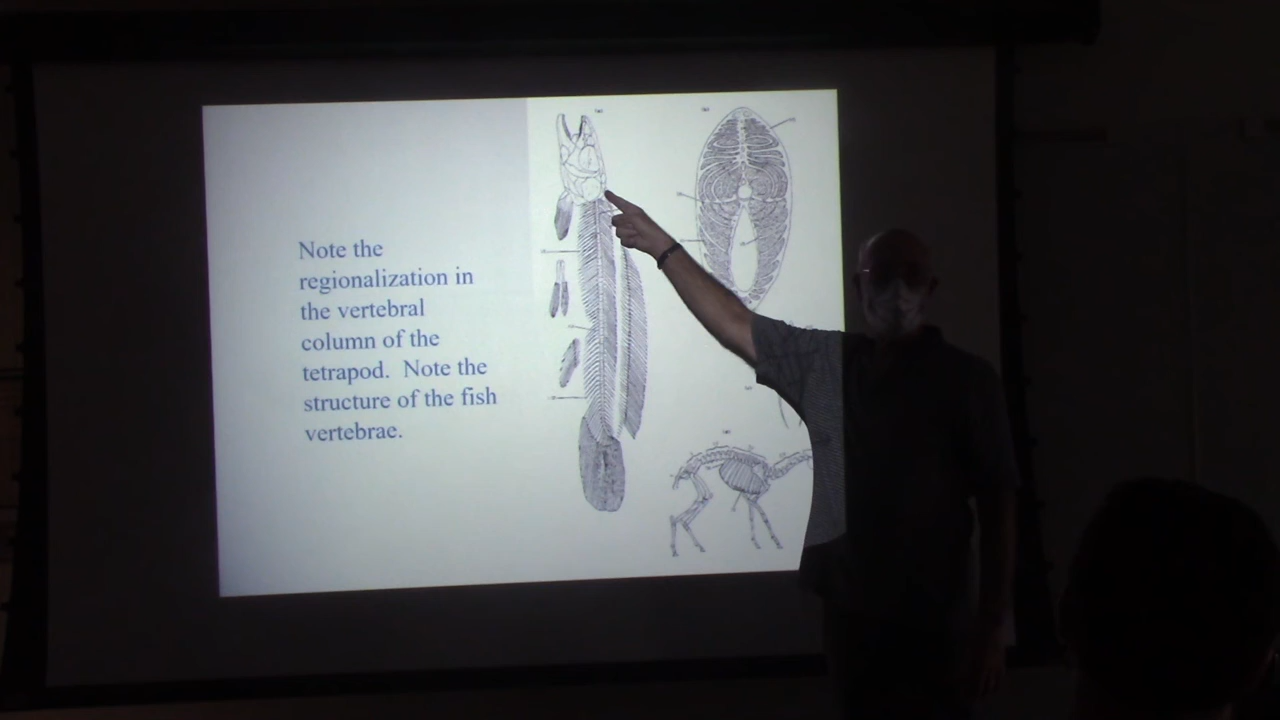 Note the
regionalization in
the vertebral
column of the
tetrapod.  Note the
structure of the fish
vertebrae.